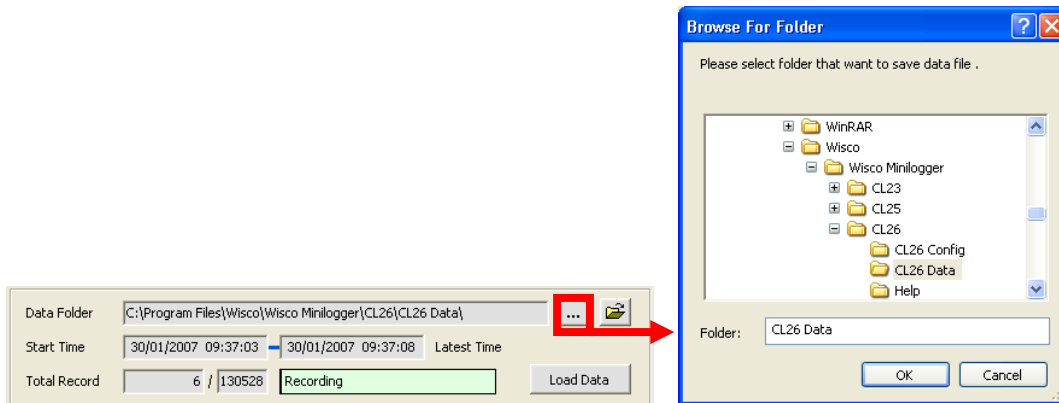 Browse For Folder
Please select folder that want to save data file .
WinRAR
Wisco
Wisco Minilogger
CL23
CL25
CL26
CL26 Config
CL26 Data
Help
Folder: CL26 Data
OK Cancel
Data Folder C:\Program Files\Wisco\Wisco Minilogger\CL26\CL26 Data\ ...
Start Time 30/01/2007 09:37:03 30/01/2007 09:37:08 Latest Time
Total Record 6 / 130528 Recording Load Data